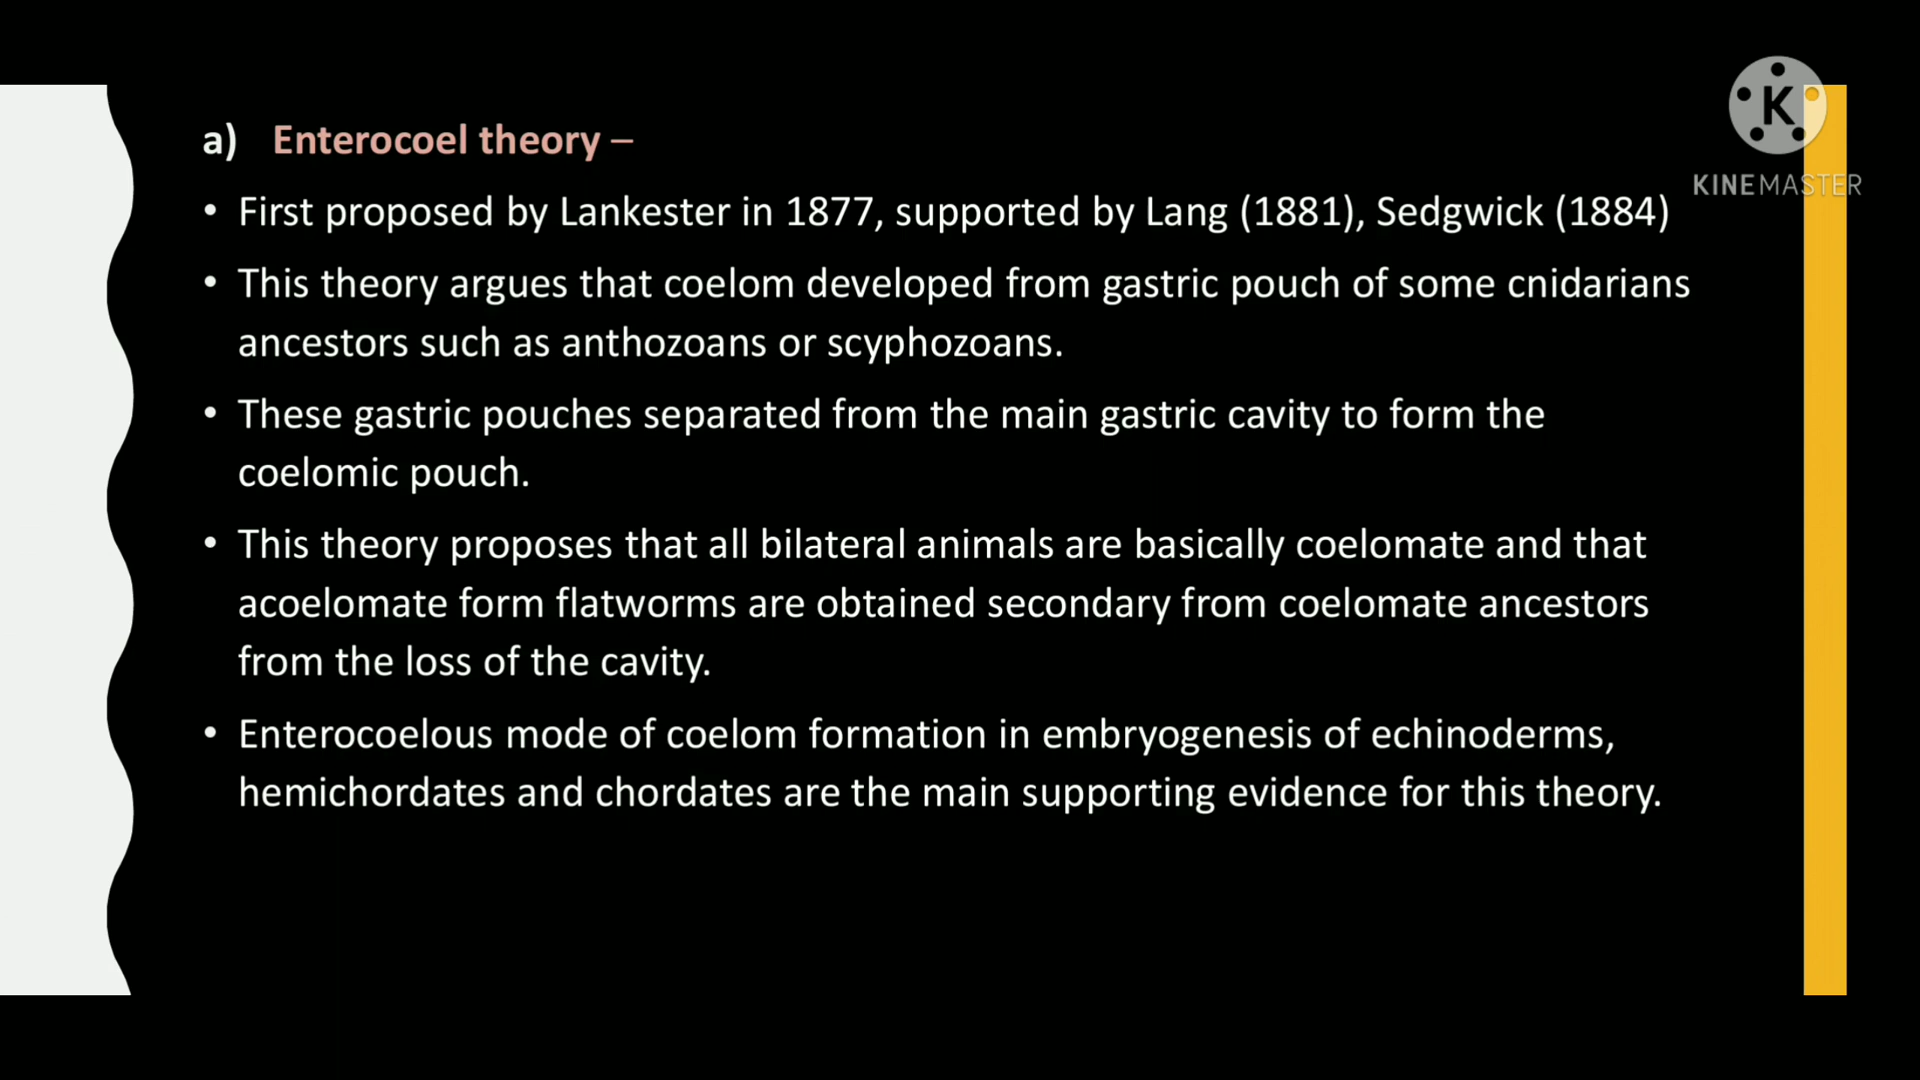 a) Enterocoel theory –
• First proposed by Lankester in 1877, supported by Lang (1881), Sedgwick (1884)
• This theory argues that coelom developed from gastric pouch of some cnidarians
ancestors such as anthozoans or scyphozoans.
• These gastric pouches separated from the main gastric cavity to form the
coelomic pouch.
• This theory proposes that all bilateral animals are basically coelomate and that
acoelomate form flatworms are obtained secondary from coelomate ancestors
from the loss of the cavity.
• Enterocoelous mode of coelom formation in embryogenesis of echinoderms,
hemichordates and chordates are the main supporting evidence for this theory.
K
KINEMASTER